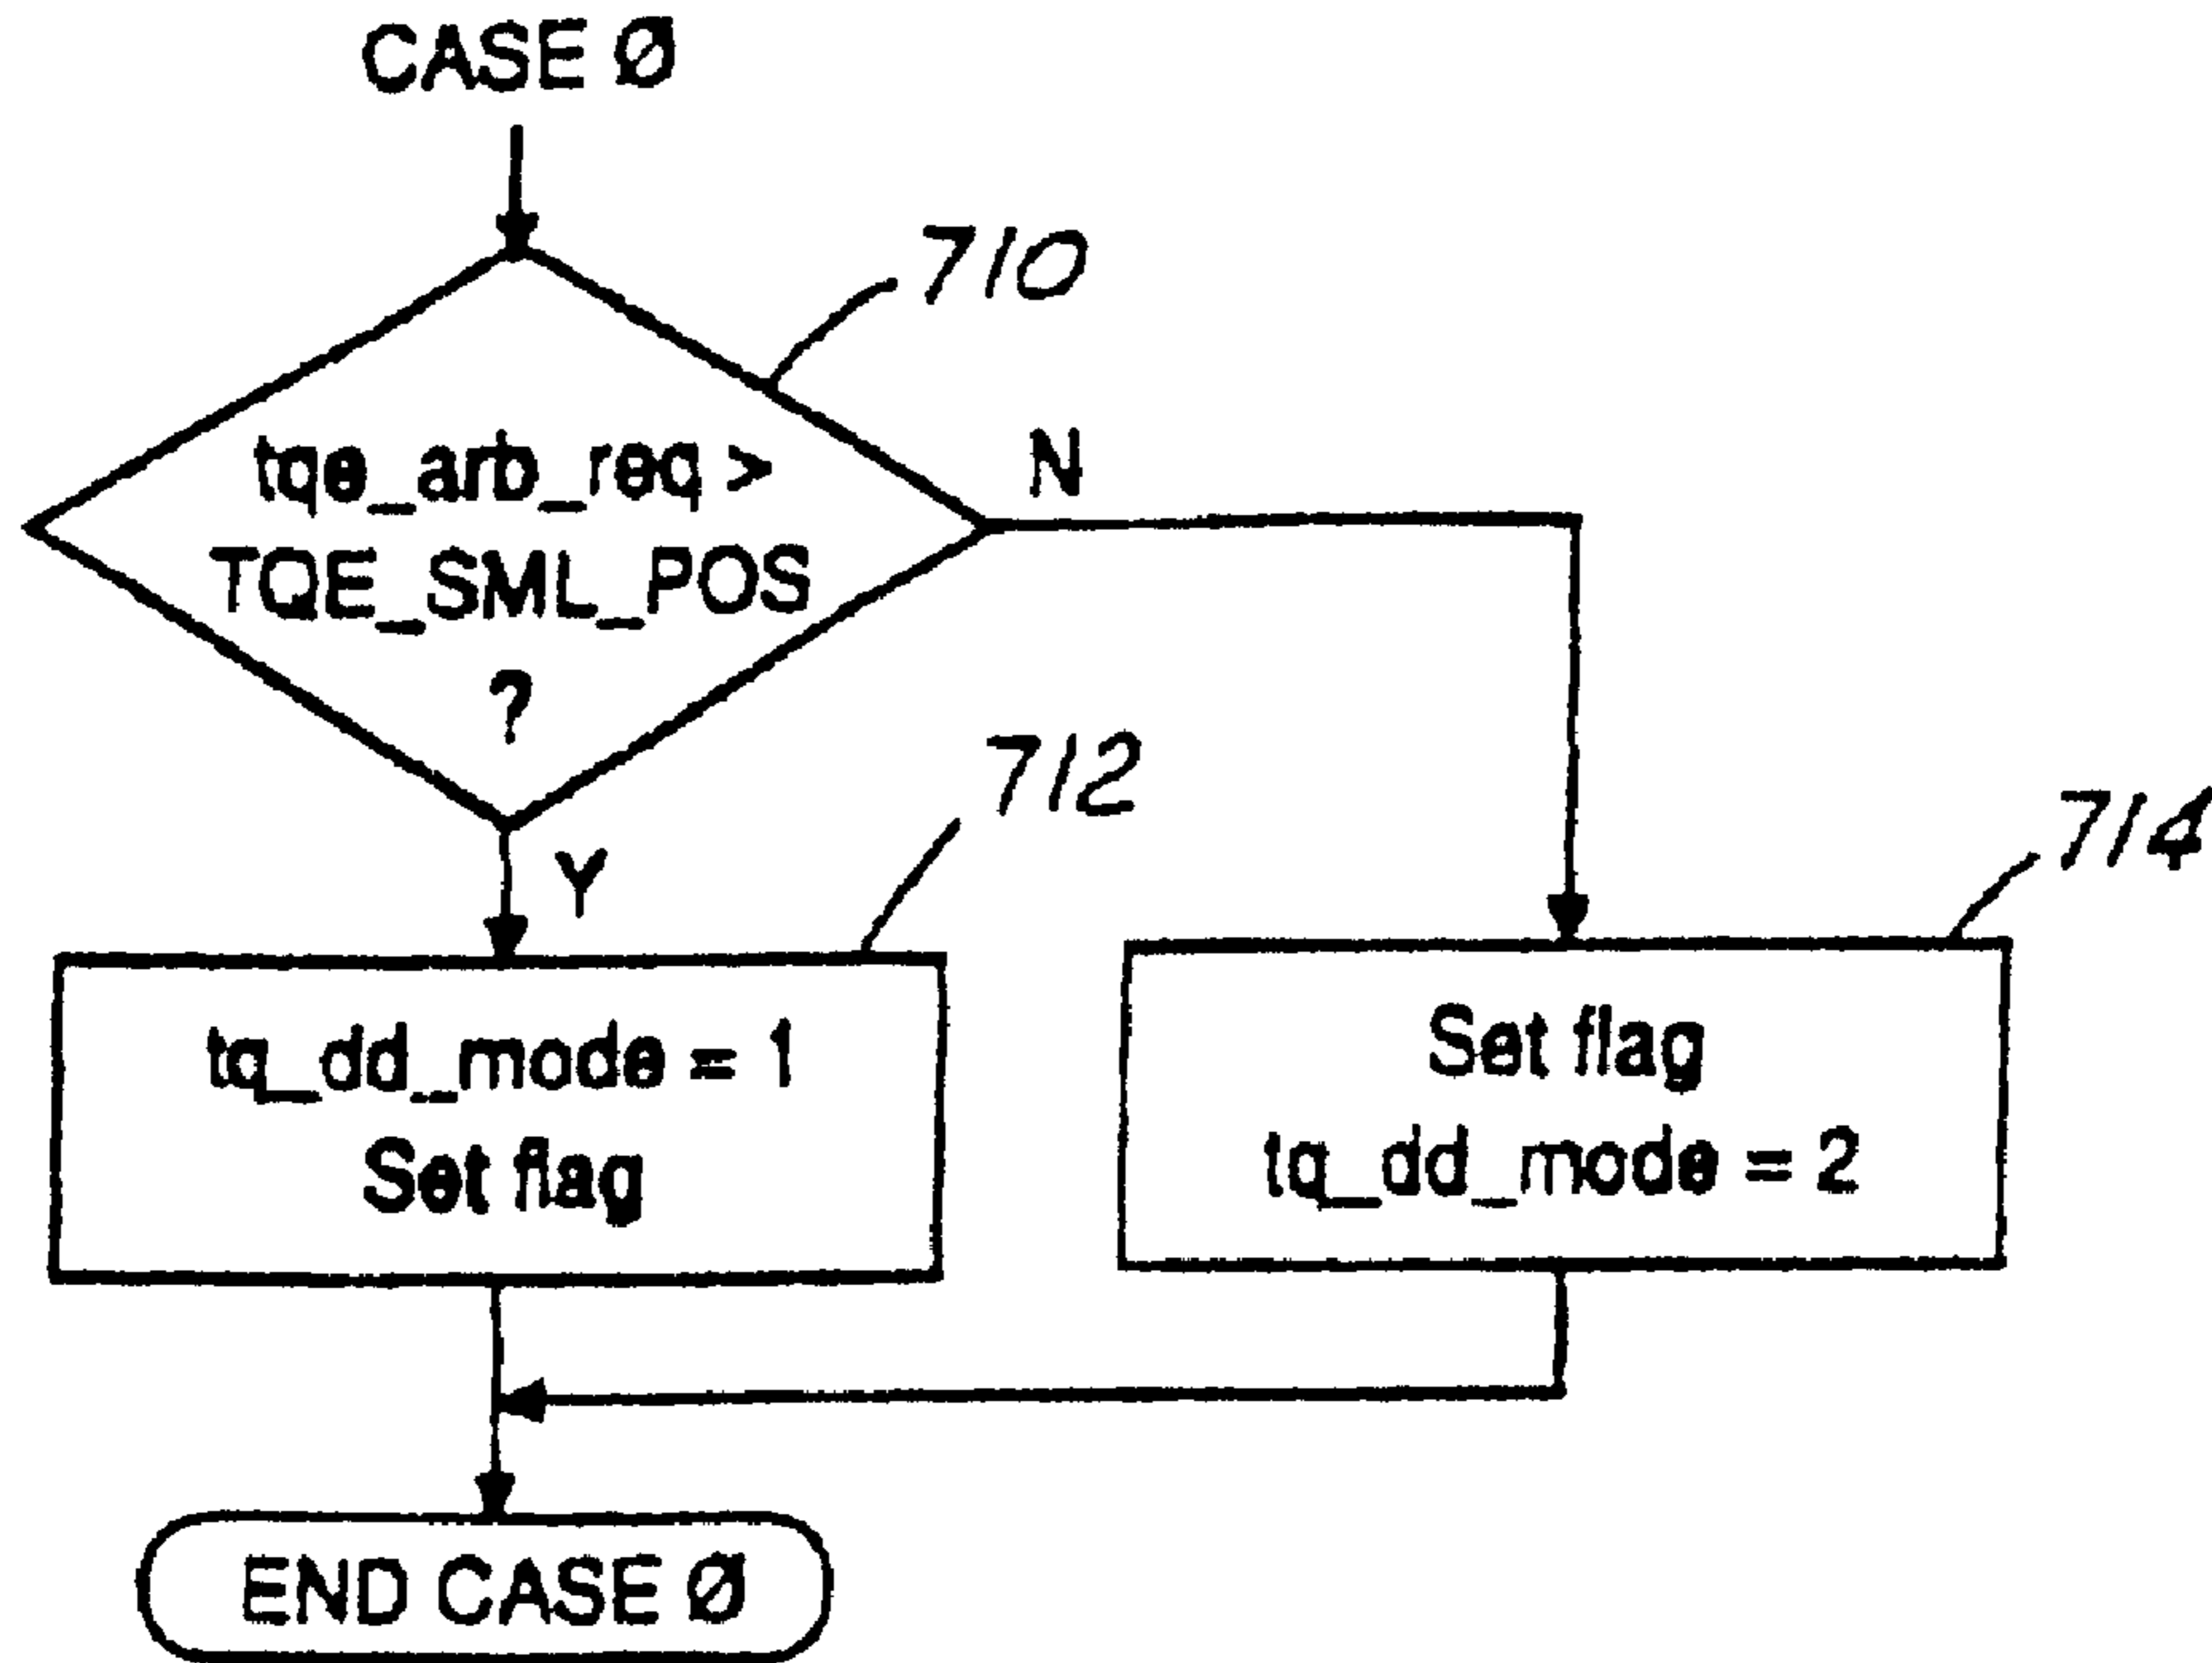 CASE Ø
710
tqe_arb_req >
TQE_SML_POS
?
N
Y
712
714
tq_dd_mode = 1
Set flag
Set flag
tq_dd_mode = 2
END CASE Ø